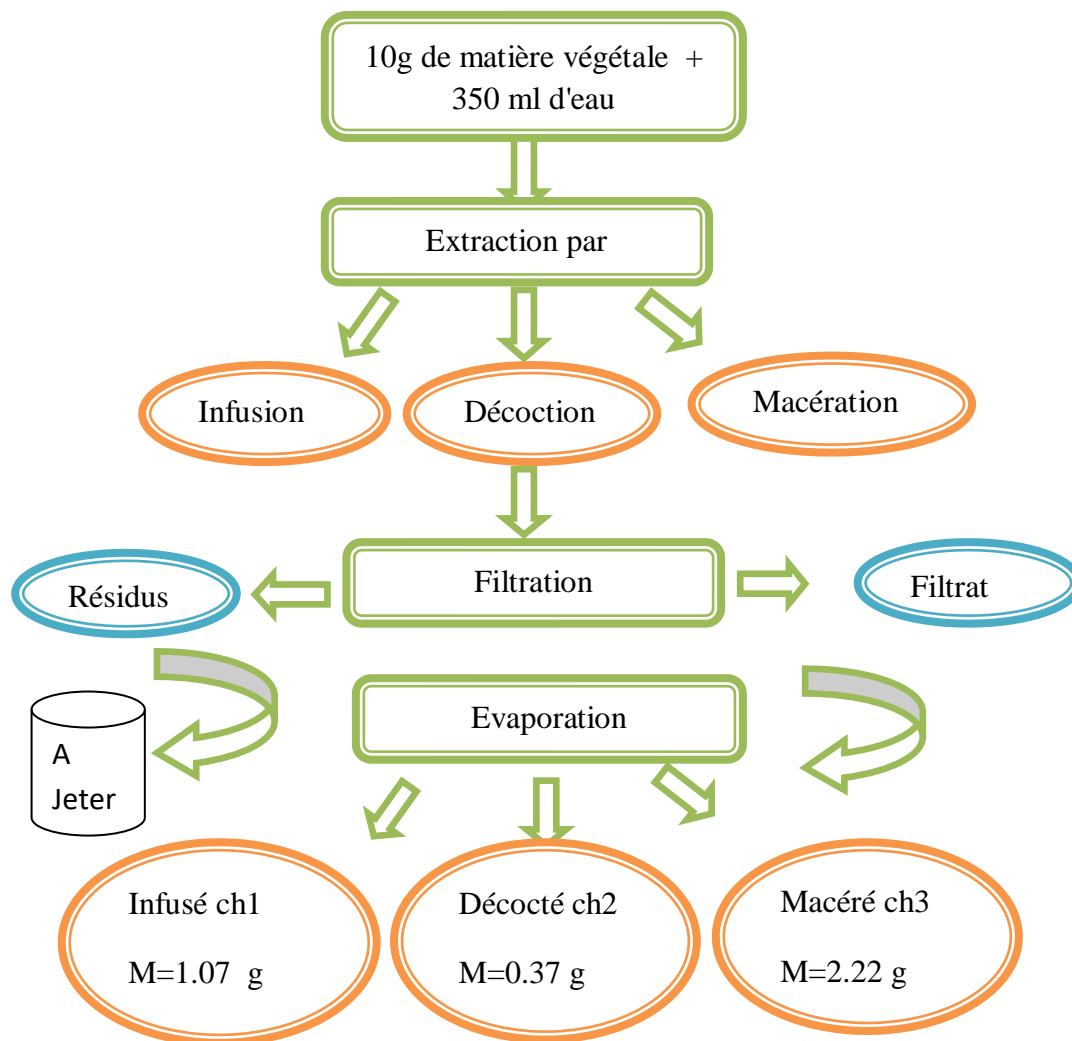 10g de matière végétale +
350 ml d'eau
Extraction par
Infusion
Décoction
Macération
Résidus
Filtration
Filtrat
A
Jeter
Evaporation
Infusé ch1
M=1.07 g
Décocté ch2
M=0.37 g
Macéré ch3
M=2.22 g